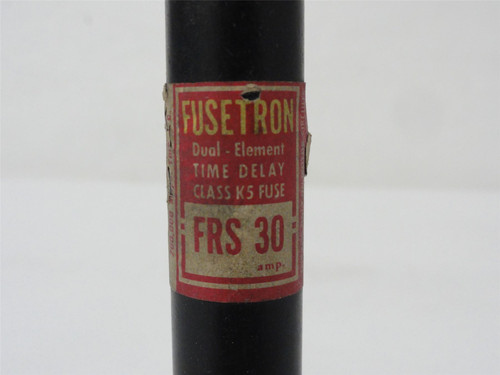 FUSETRON
Dual - Element
TIME DELAY
CLASS K5 FUSE
FRS 30
amp.